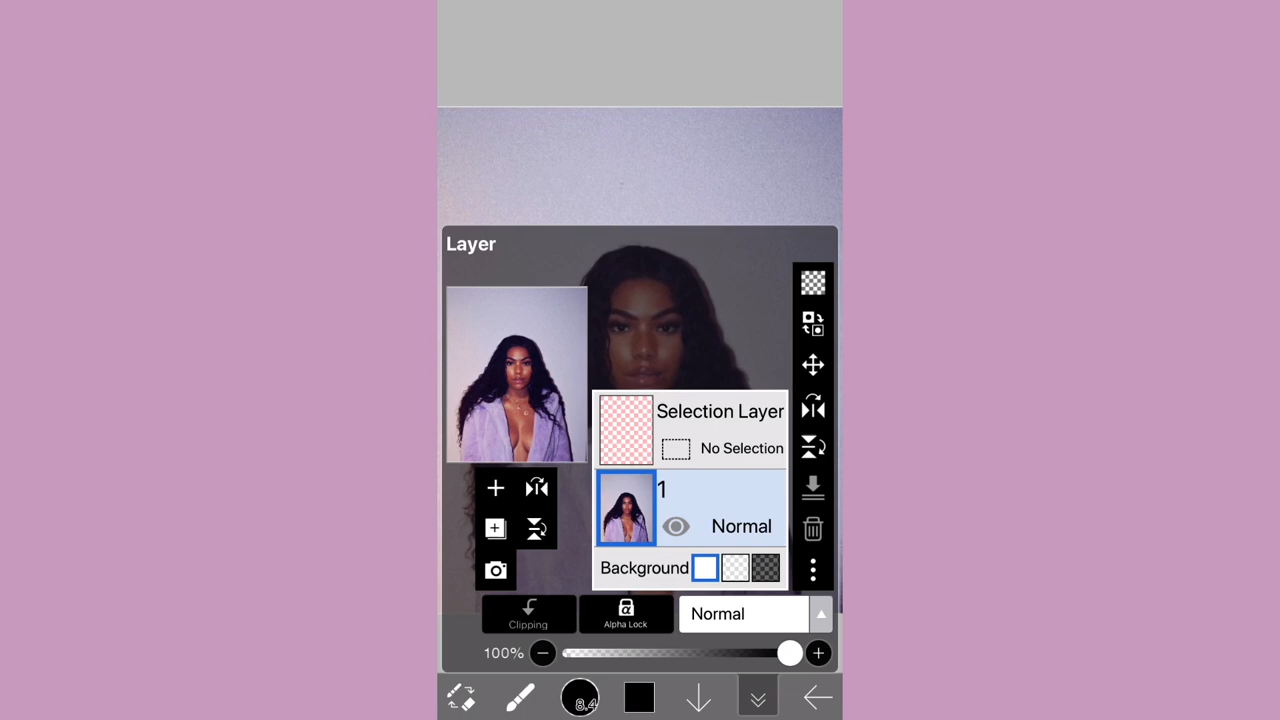 Layer
Selection Layer
No Selection
1
Normal
Background
Clipping
Alpha Lock
Normal
100%
8.4